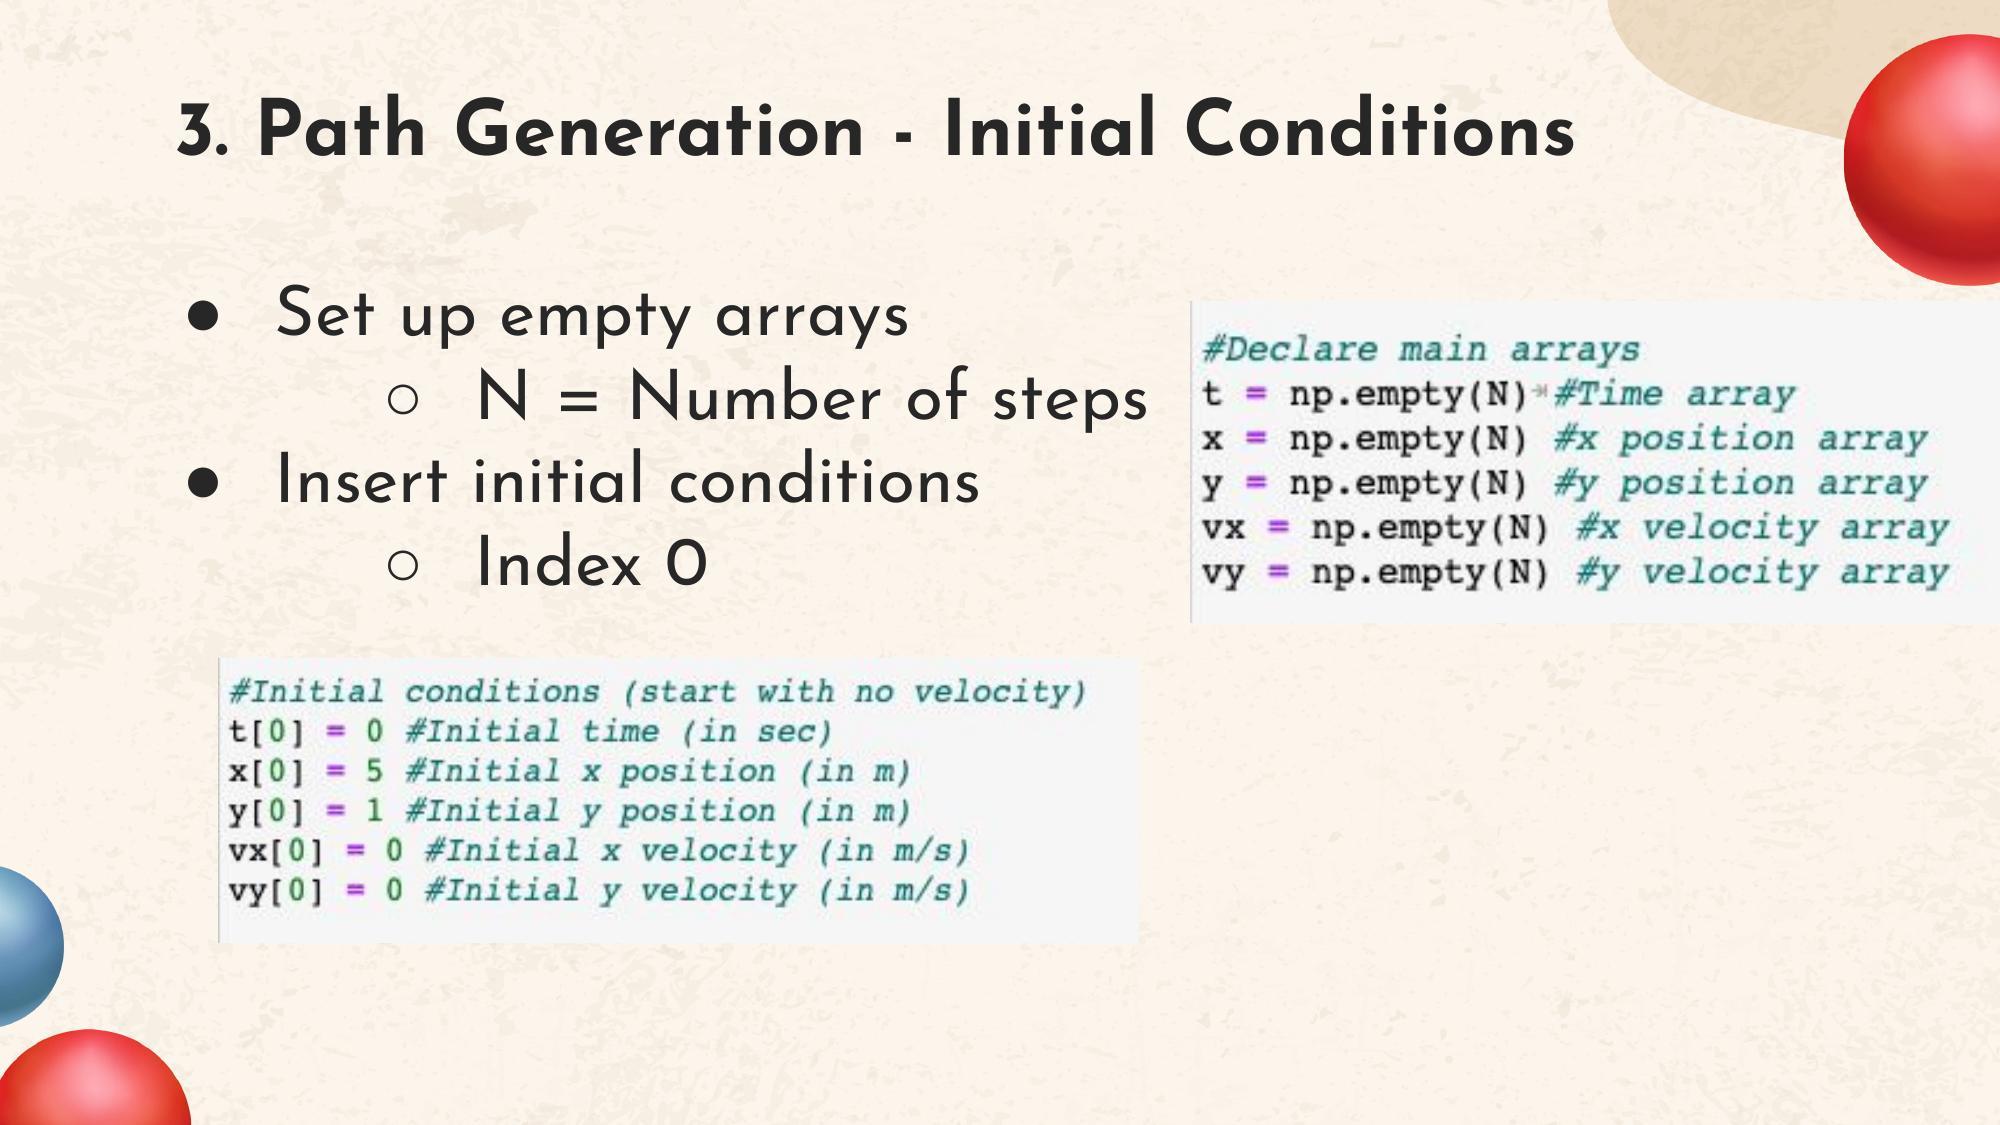 3. Path Generation - Initial Conditions
● Set up empty arrays
○ N = Number of steps
● Insert initial conditions
○ Index 0
#Declare main arrays
t = np.empty(N) #Time array
x = np.empty(N) #x position array
y = np.empty(N) #y position array
vx = np.empty(N) #x velocity array
vy = np.empty(N) #y velocity array
#Initial conditions (start with no velocity)
t[0] = 0 #Initial time (in sec)
x[0] = 5 #Initial x position (in m)
y[0] = 1 #Initial y position (in m)
vx[0] = 0 #Initial x velocity (in m/s)
vy[0] = 0 #Initial y velocity (in m/s)